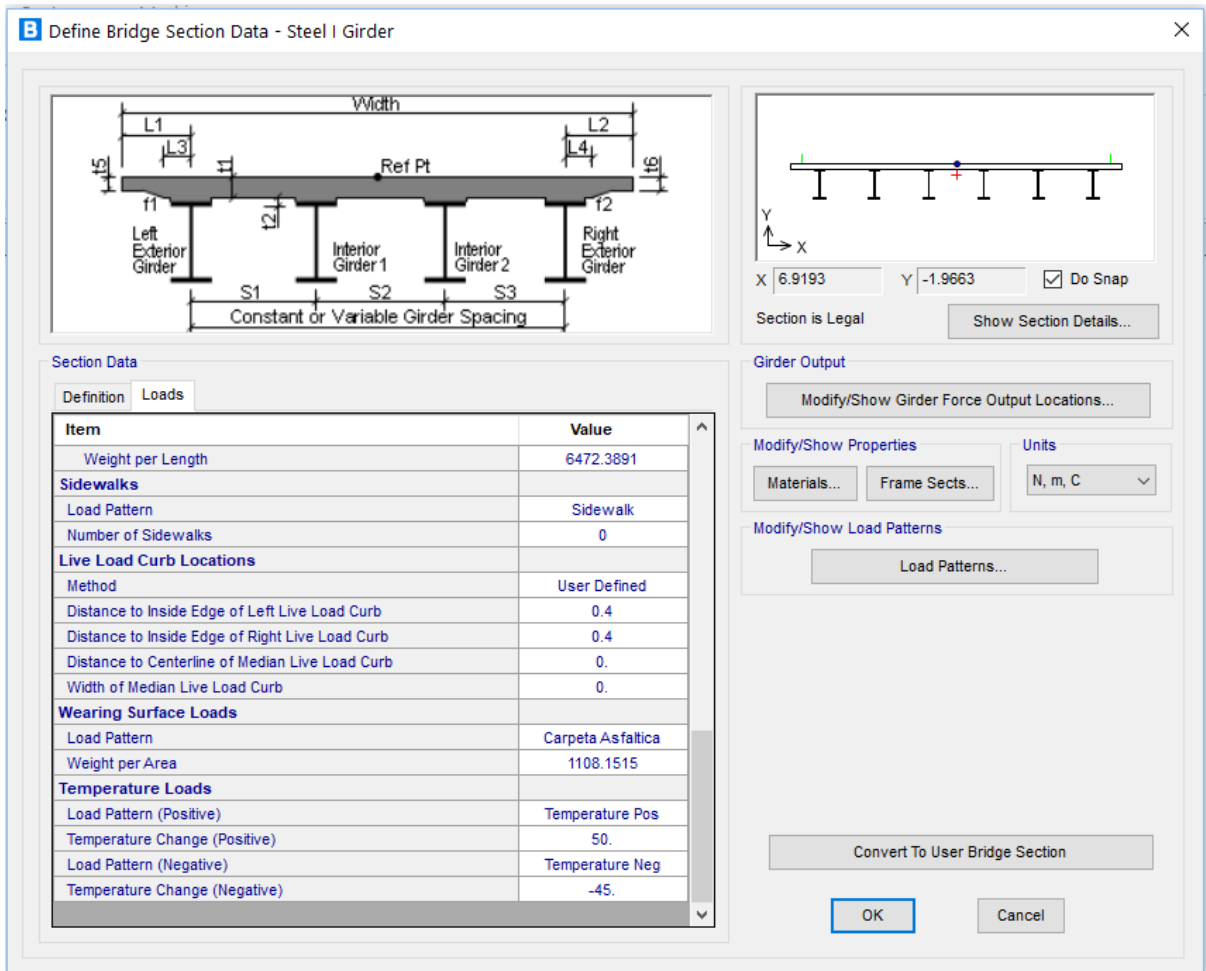 B Define Bridge Section Data - Steel I Girder
Width
L1 L2
L3 L4
t5 t1 Ref Pt t6
f1 t2 f2
Left Exterior Girder
Interior Girder 1
Interior Girder 2
Right Exterior Girder
S1 S2 S3
Constant or Variable Girder Spacing
Y
X
X 6.9193 Y -1.9663 Do Snap
Section is Legal Show Section Details...
Section Data
Definition Loads
Item Value
Weight per Length 6472.3891
Sidewalks
Load Pattern Sidewalk
Number of Sidewalks 0
Live Load Curb Locations
Method User Defined
Distance to Inside Edge of Left Live Load Curb 0.4
Distance to Inside Edge of Right Live Load Curb 0.4
Distance to Centerline of Median Live Load Curb 0.
Width of Median Live Load Curb 0.
Wearing Surface Loads
Load Pattern Carpeta Asfaltica
Weight per Area 1108.1515
Temperature Loads
Load Pattern (Positive) Temperature Pos
Temperature Change (Positive) 50.
Load Pattern (Negative) Temperature Neg
Temperature Change (Negative) -45.
Girder Output
Modify/Show Girder Force Output Locations...
Modify/Show Properties
Materials... Frame Sects...
Units
N, m, C
Modify/Show Load Patterns
Load Patterns...
Convert To User Bridge Section
OK Cancel